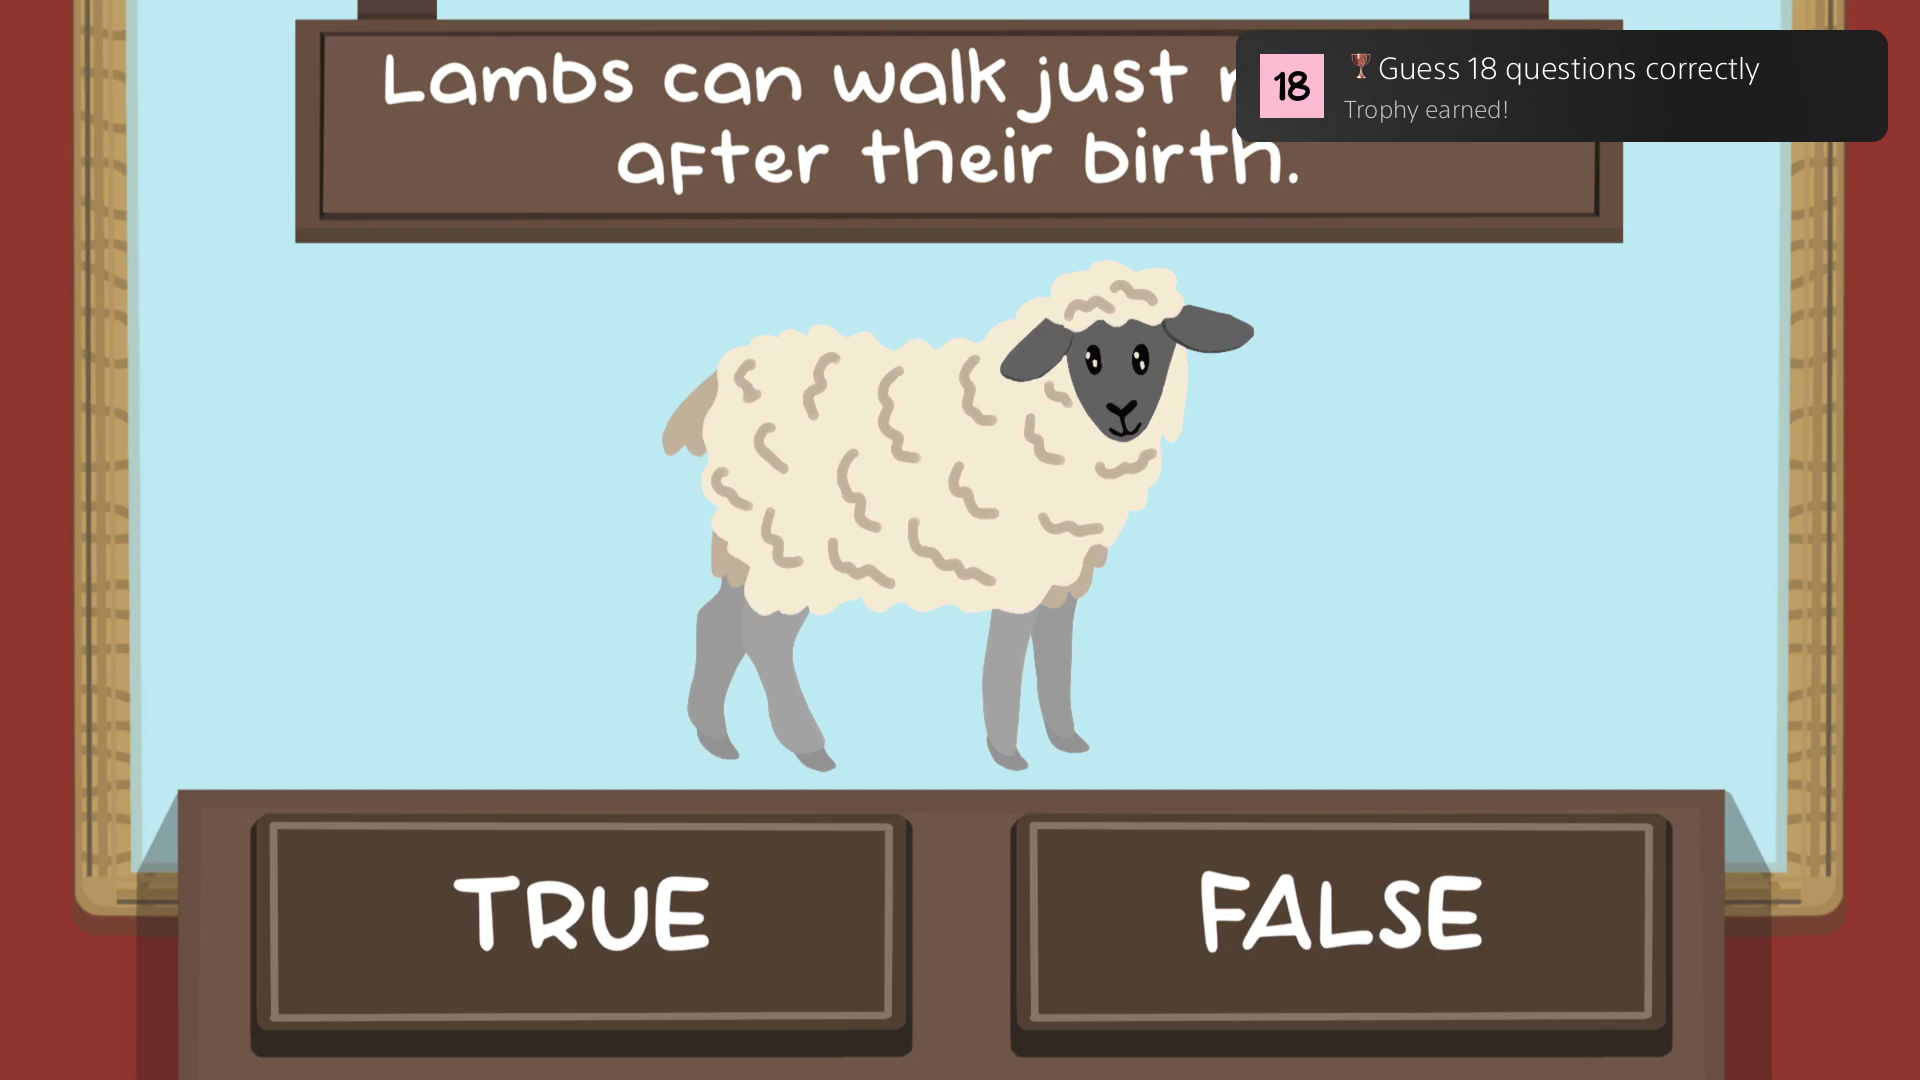 Lambs can walk just
after their birth.
18
Guess 18 questions correctly
Trophy earned!
TRUE
FALSE